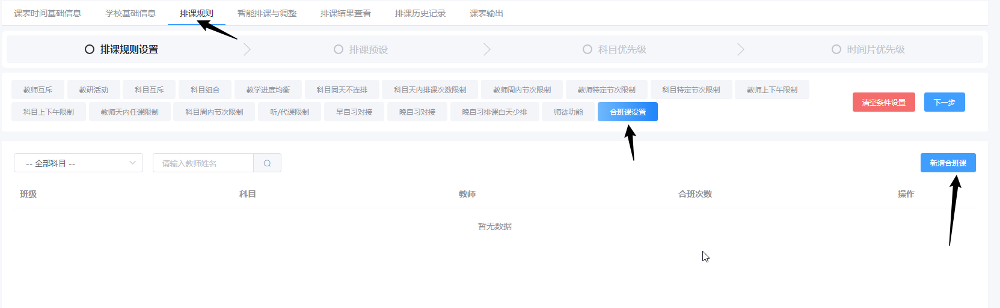 课表时间基础信息 学校基础信息 排课规则 智能排课与调整 排课结果查看 排课历史记录 课表输出
排课规则设置 排课预设 科目优先级 时间片优先级
教师互斥 教研活动 科目互斥 科目组合 教学进度均衡 科目同天不连排 科目天内排课次数限制 教师周内节次限制 教师特定节次限制 科目特定节次限制 教师上下午限制
科目上下午限制 教师天内任课限制 科目周内节次限制 听/代课限制 早自习对接 晚自习对接 晚自习排课白天少排 师徒功能 合班课设置
清空条件设置 下一步
-- 全部科目 -- 请输入教师姓名 新增合班课
班级 科目 教师 合班次数 操作
暂无数据